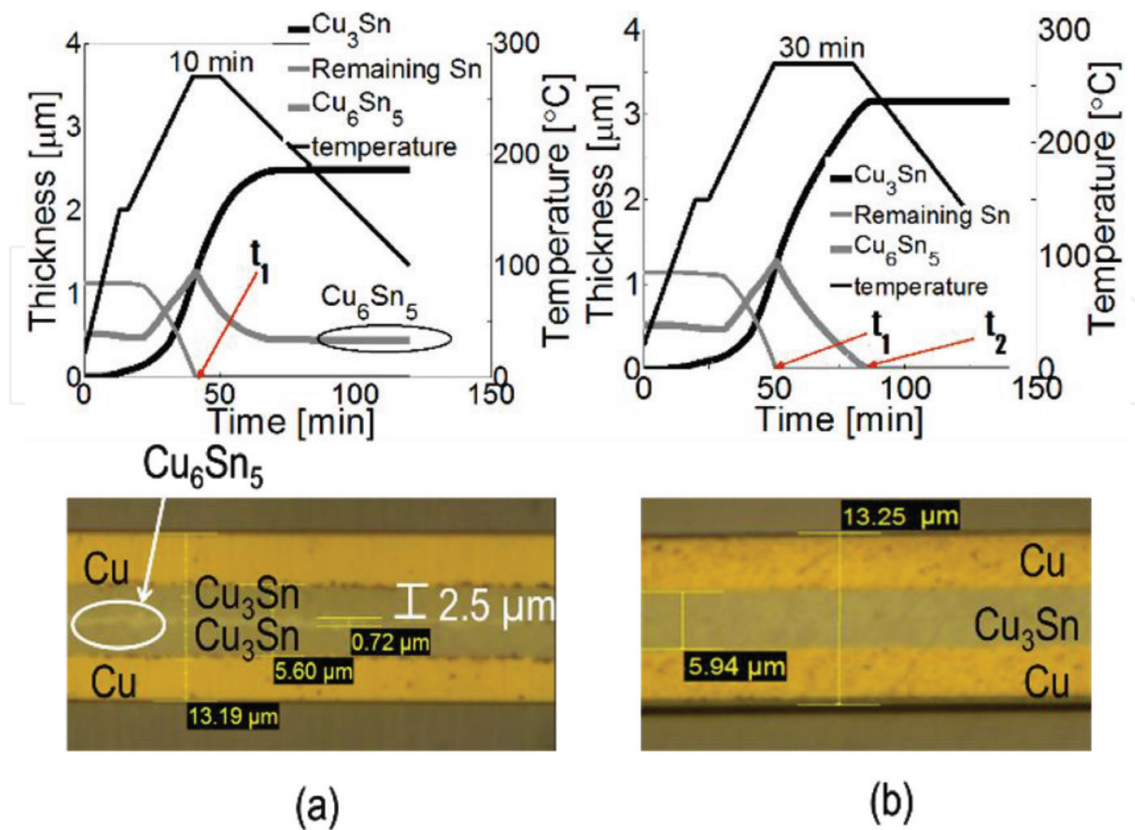 4
3
2
1
0
Thickness [μm]
10 min
Cu3Sn
Remaining Sn
Cu6Sn5
temperature
t1
Cu6Sn5
300
200
100
0
Temperature [°C]
0 50 100 150
Time [min]
4
3
2
1
0
Thickness [μm]
30 min
Cu3Sn
Remaining Sn
Cu6Sn5
temperature
t1
t2
300
200
100
0
Temperature [°C]
0 50 100 150
Time [min]
Cu6Sn5
Cu
Cu3Sn
Cu3Sn
Cu
2.5 μm
0.72 μm
5.60 μm
13.19 μm
(a)
13.25 μm
Cu
Cu3Sn
5.94 μm
Cu
(b)